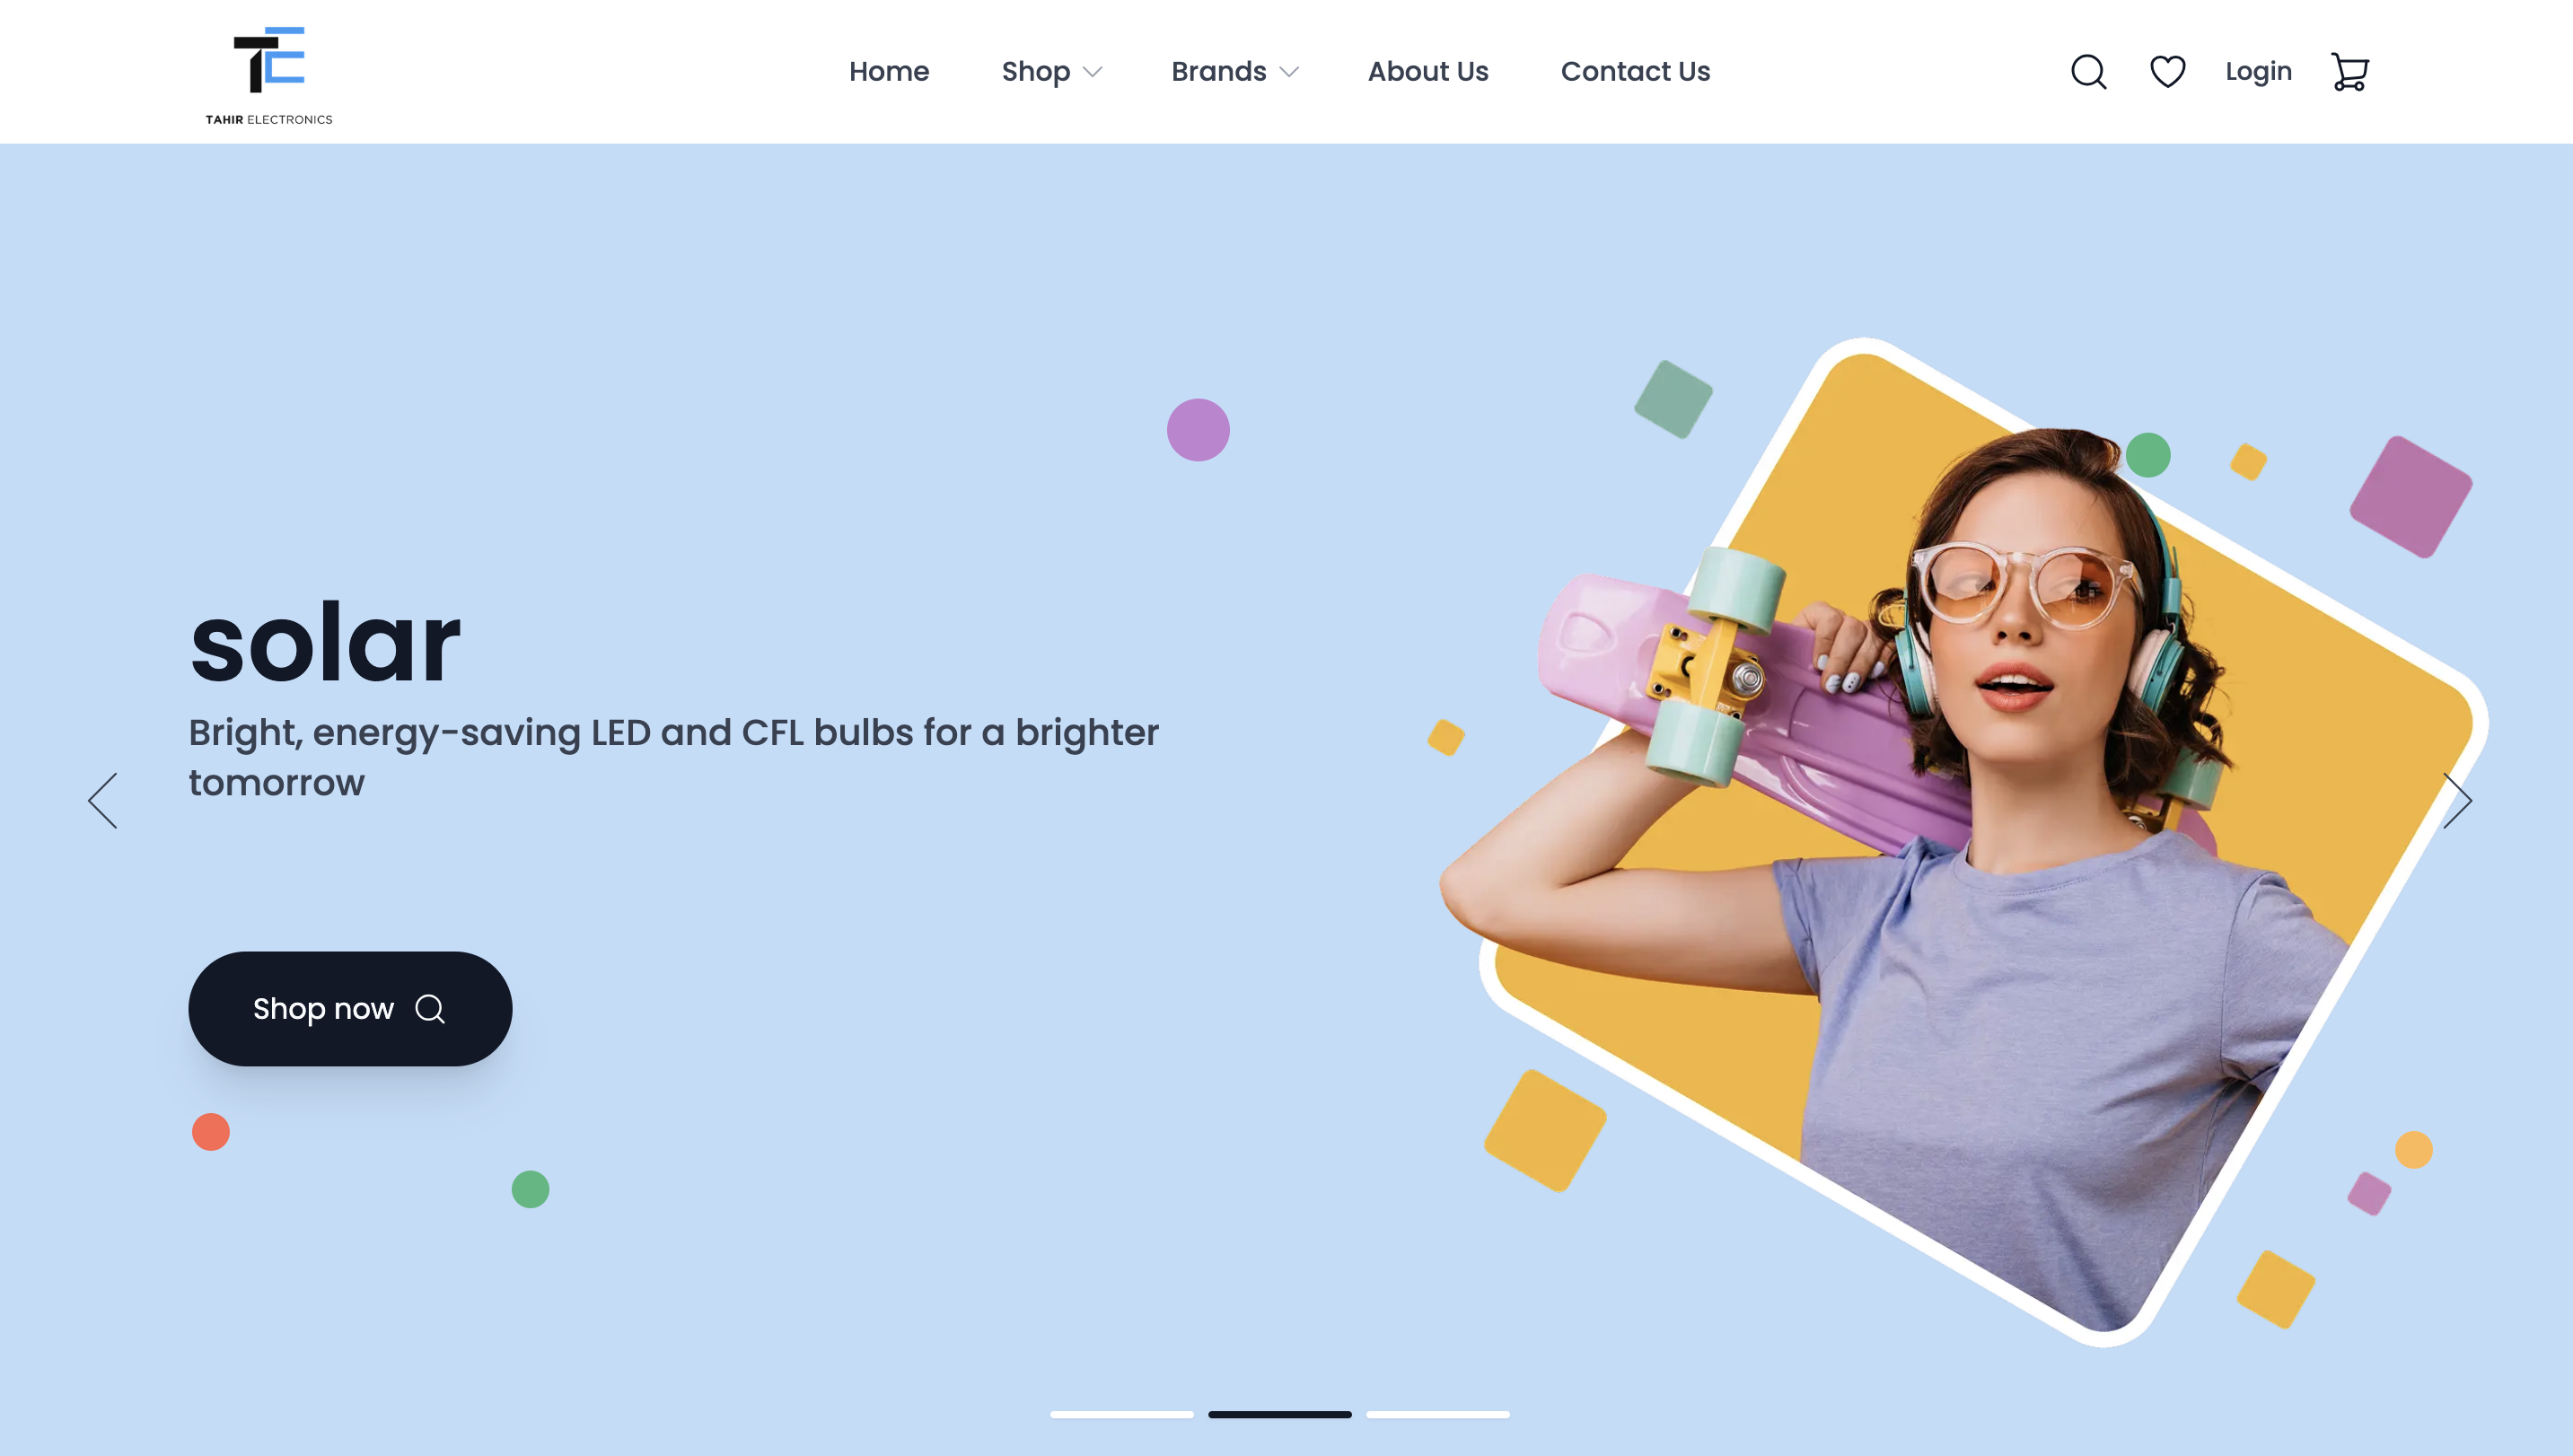 TAHIR ELECTRONICS
Home
Shop
Brands
About Us
Contact Us
Login
solar
Bright, energy-saving LED and CFL bulbs for a brighter
tomorrow
Shop now